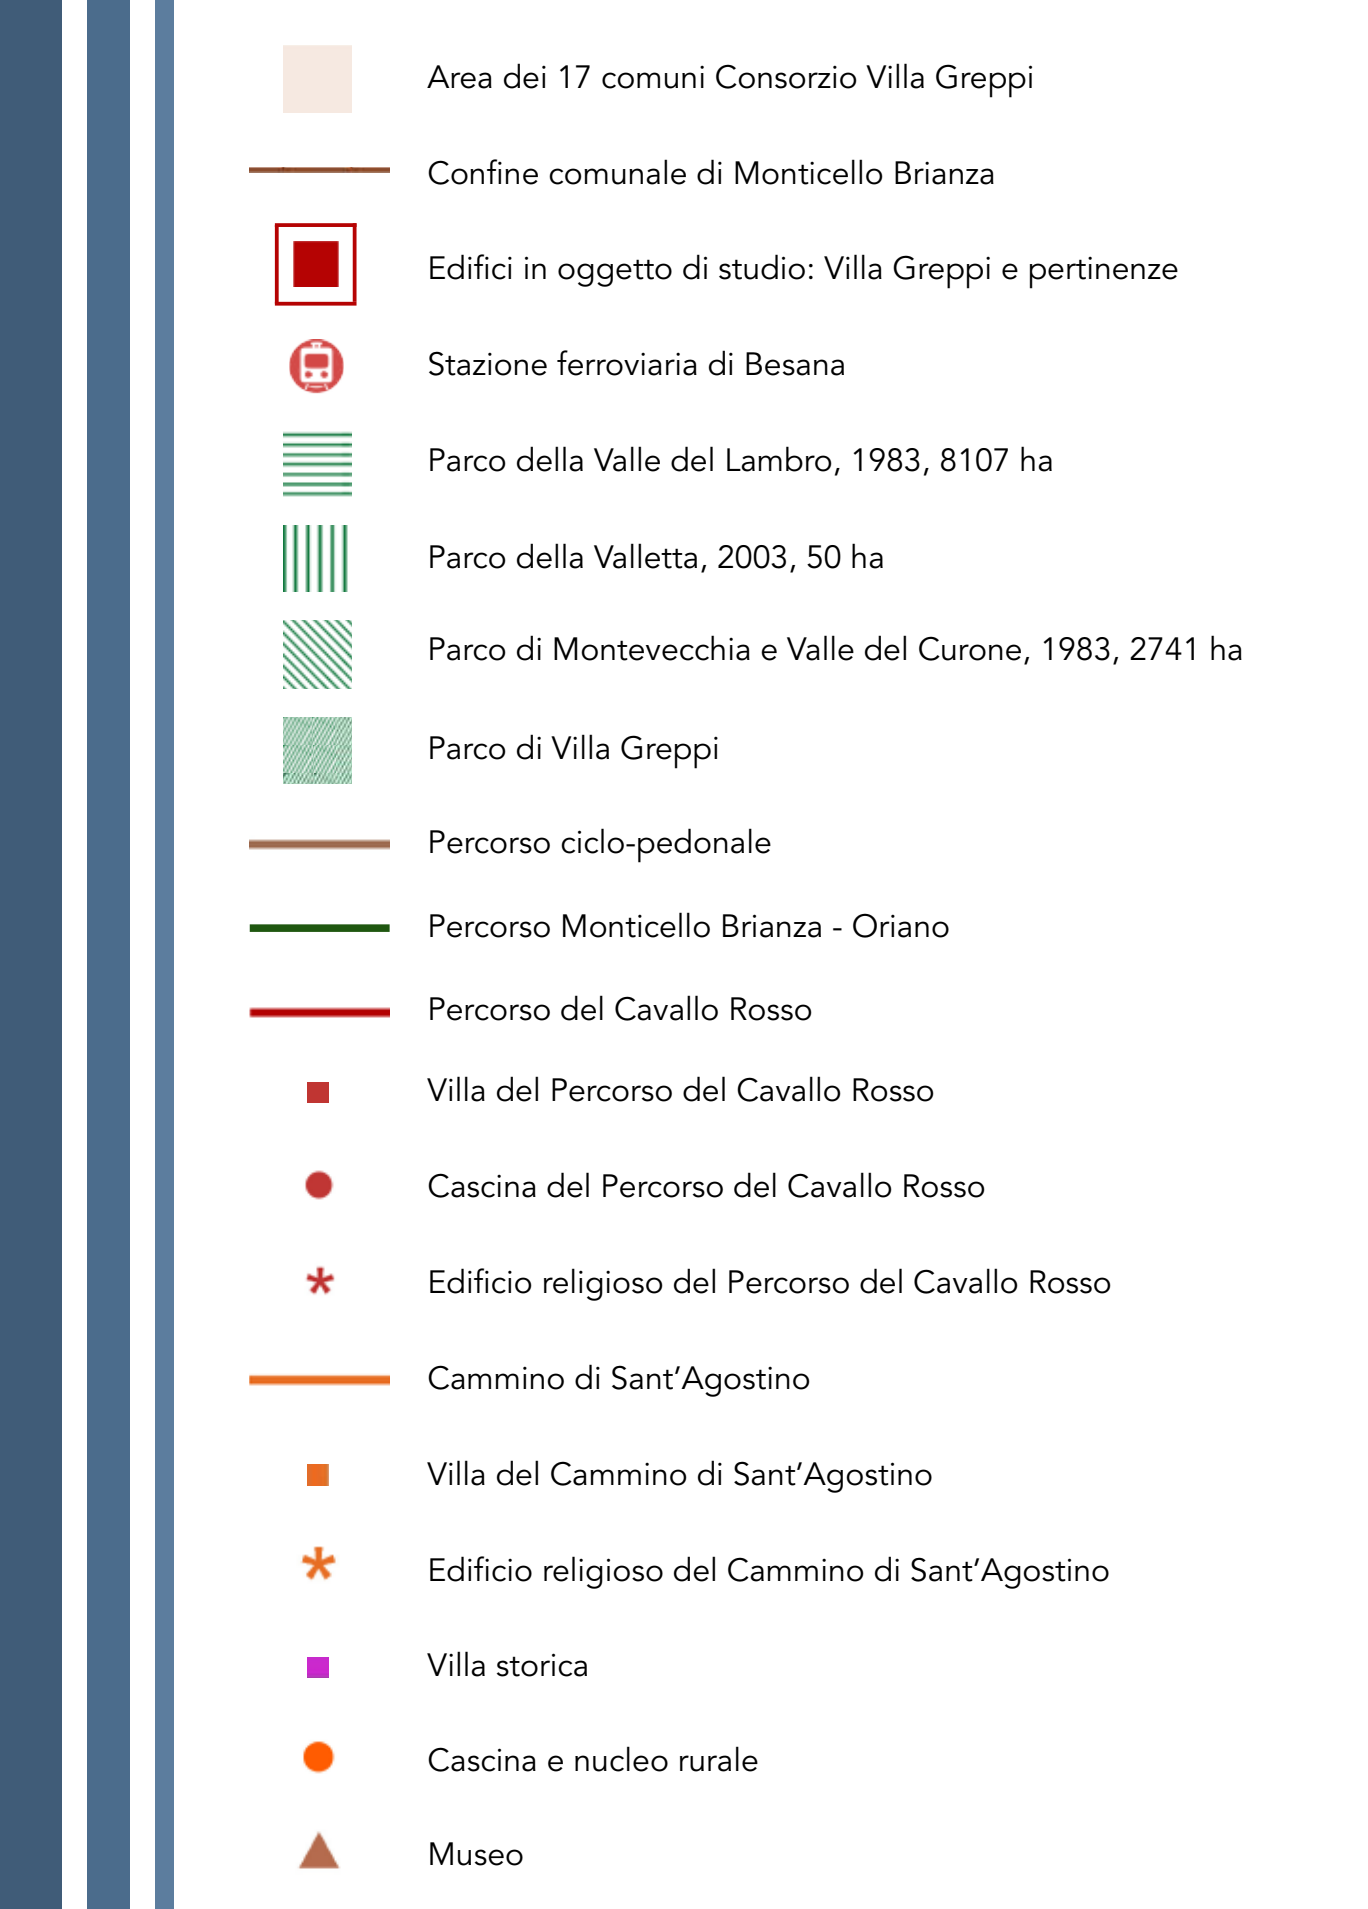 Area dei 17 comuni Consorzio Villa Greppi
Confine comunale di Monticello Brianza
Edifici in oggetto di studio: Villa Greppi e pertinenze
Stazione ferroviaria di Besana
Parco della Valle del Lambro, 1983, 8107 ha
Parco della Valletta, 2003, 50 ha
Parco di Montevecchia e Valle del Curone, 1983, 2741 ha
Parco di Villa Greppi
Percorso ciclo-pedonale
Percorso Monticello Brianza - Oriano
Percorso del Cavallo Rosso
Villa del Percorso del Cavallo Rosso
Cascina del Percorso del Cavallo Rosso
Edificio religioso del Percorso del Cavallo Rosso
Cammino di Sant’Agostino
Villa del Cammino di Sant’Agostino
Edificio religioso del Cammino di Sant’Agostino
Villa storica
Cascina e nucleo rurale
Museo